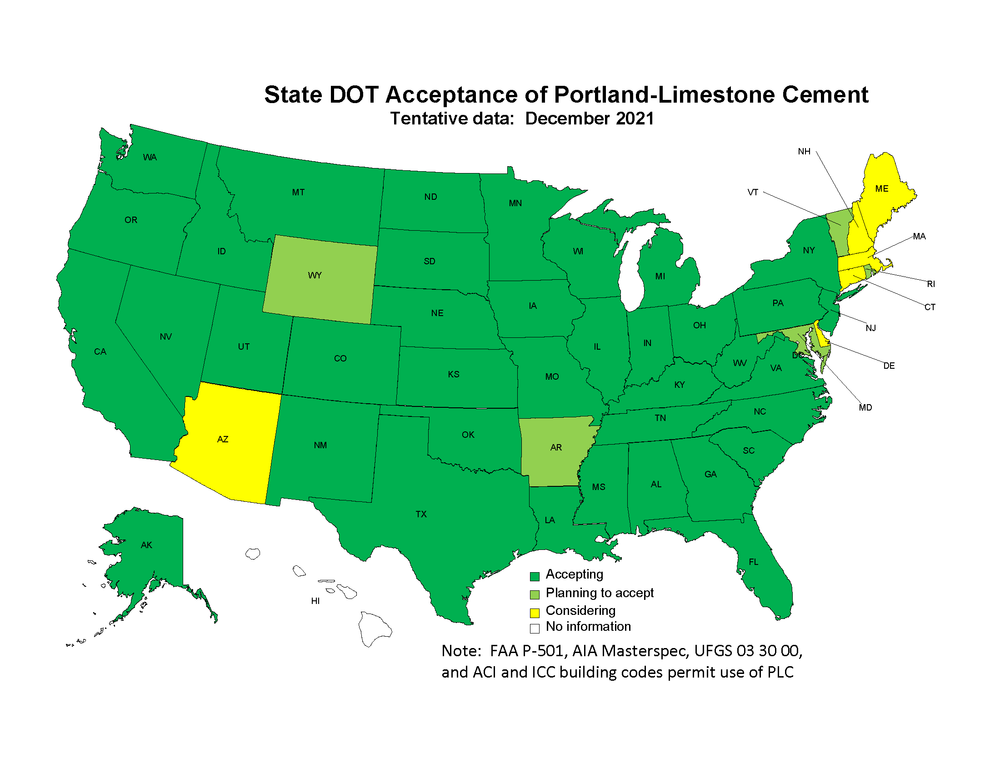 State DOT Acceptance of Portland-Limestone Cement
Tentative data:  December 2021
NH
WA
ME
MT
VT
ND
MN
OR
MA
NY
ID
WI
SD
WY
MI
RI
PA
IA
CT
NE
OH
NJ
NV
IN
UT
IL
CA
DC
CO
WV
DE
VA
KS
MO
KY
MD
NC
TN
OK
AZ
NM
AR
SC
GA
AL
MS
TX
LA
AK
FL
HI
Accepting
Planning to accept
Considering
No information
Note:  FAA P-501, AIA Masterspec, UFGS 03 30 00,
and ACI and ICC building codes permit use of PLC